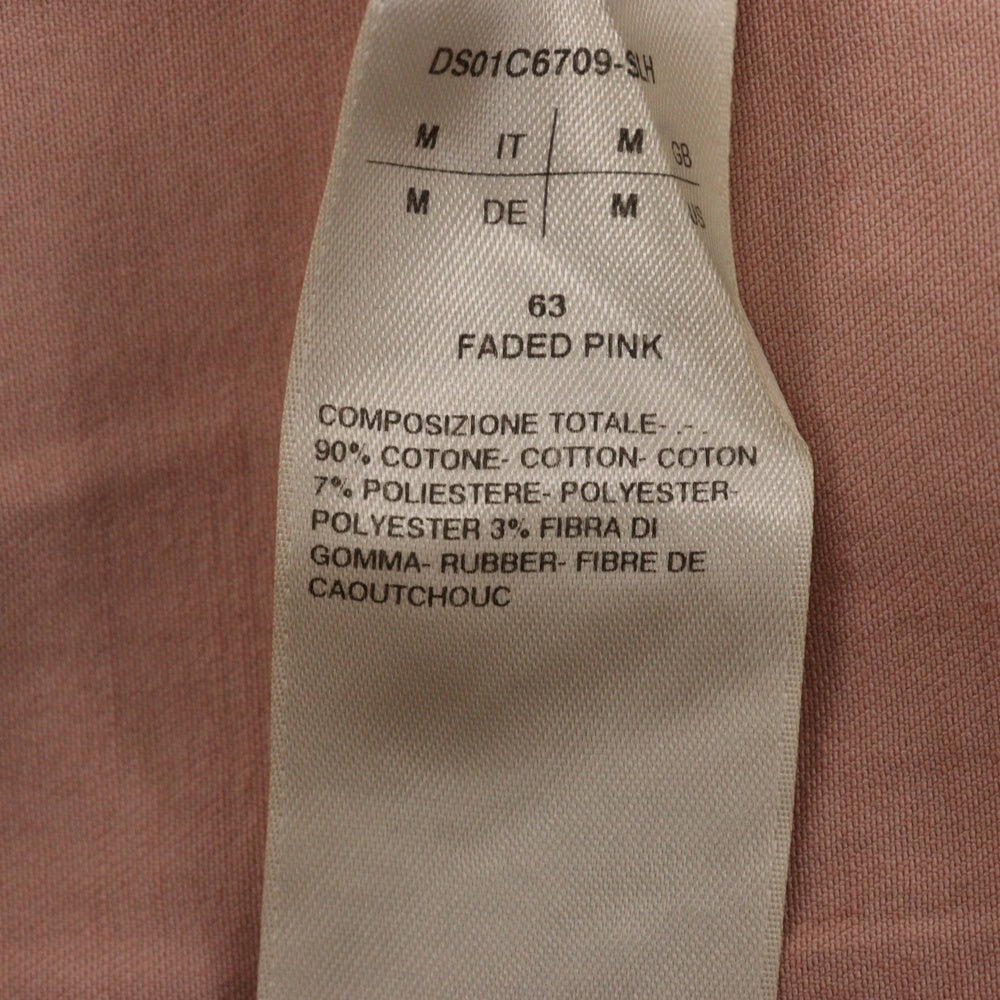 DS01C6709-SLH
M IT M GB
M DE M US
63
FADED PINK
COMPOSIZIONE TOTALE- .- .
90% COTONE- COTTON- COTON
7% POLIESTERE- POLYESTER-
POLYESTER 3% FIBRA DI
GOMMA- RUBBER- FIBRE DE
CAOUTCHOUC